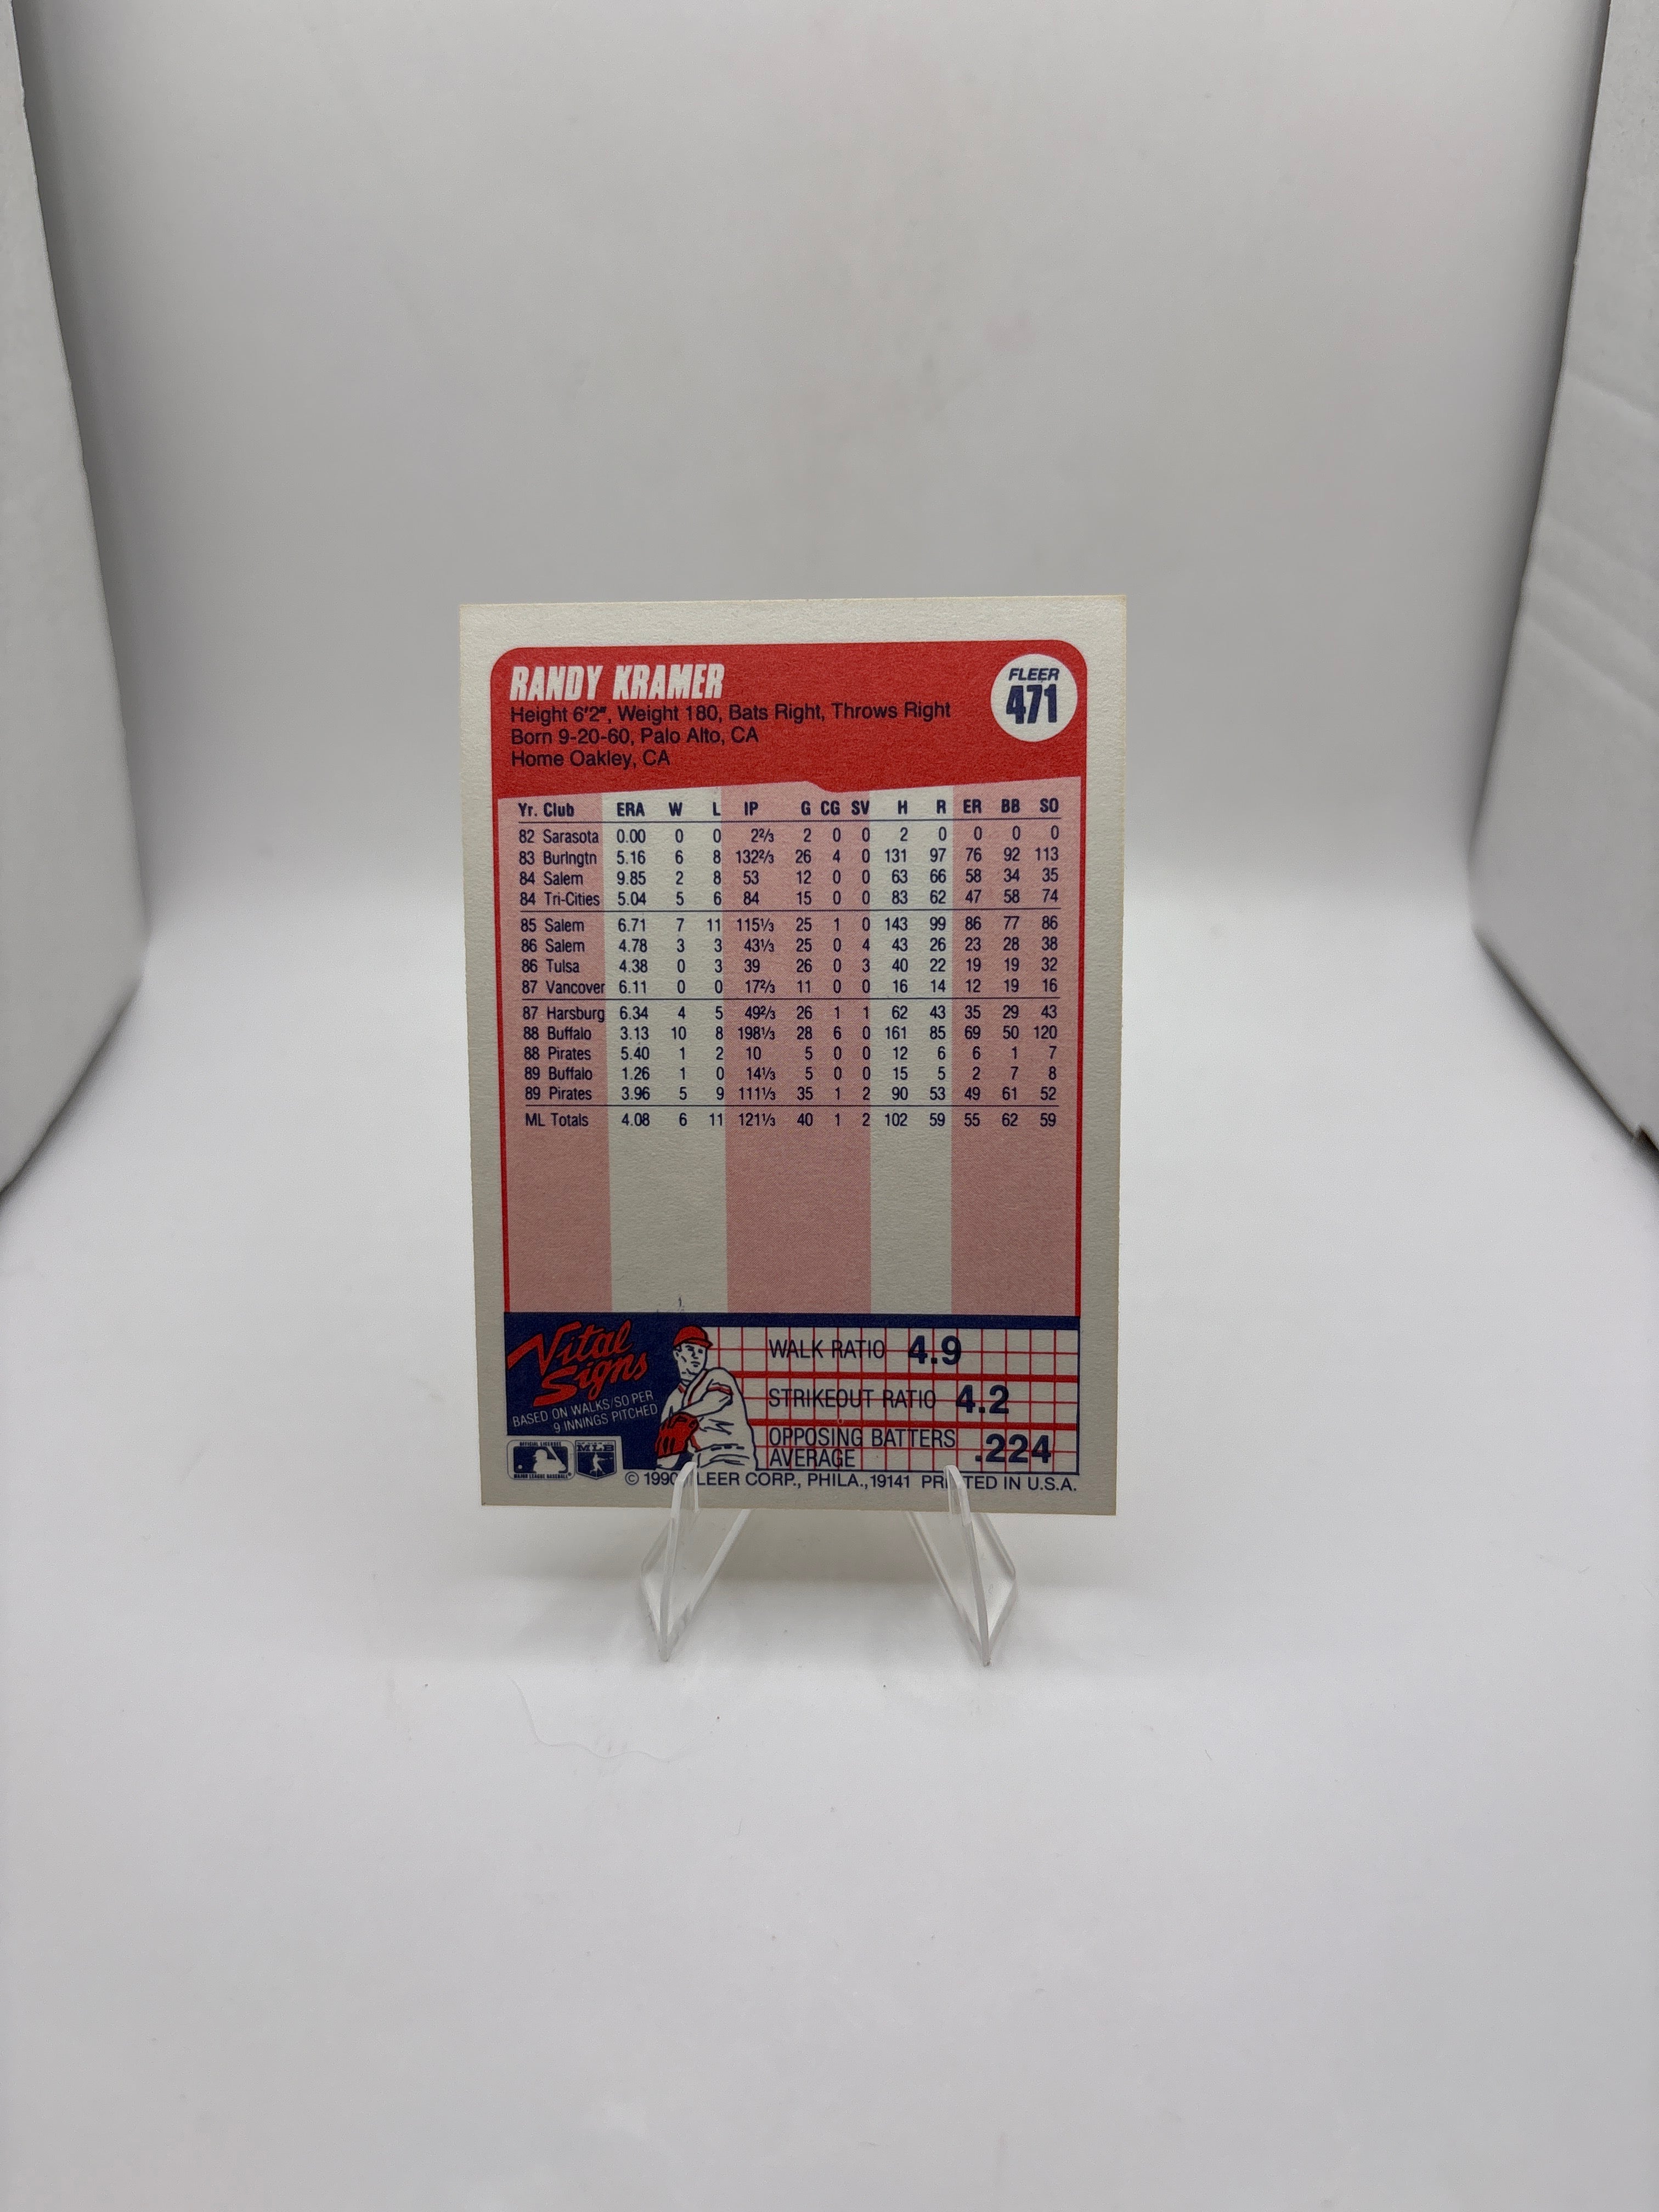 RANDY KRAMER
FLEER
471
Height 6'2", Weight 180, Bats Right, Throws Right
Born 9-20-60, Palo Alto, CA
Home Oakley, CA
Yr. Club ERA W L IP G CG SV H R ER BB SO
82 Sarasota 0.00 0 0 2⅔ 2 0 0 2 0 0 0 0
83 Burlngtn 5.16 6 8 132⅔ 26 4 0 131 97 76 92 113
84 Salem 9.85 2 8 53 12 0 0 63 66 58 34 35
84 Tri-Cities 5.04 5 6 84 15 0 0 83 62 47 58 74
85 Salem 6.71 7 11 115⅓ 25 1 0 143 99 86 77 86
86 Salem 4.78 3 3 43⅓ 25 0 4 43 26 23 28 38
86 Tulsa 4.38 0 3 39 26 0 3 40 22 19 19 32
87 Vancover 6.11 0 0 17⅔ 11 0 0 16 14 12 19 16
87 Harsburg 6.34 4 5 49⅔ 26 1 1 62 43 35 29 43
88 Buffalo 3.13 10 8 198⅓ 28 6 0 161 85 69 50 120
88 Pirates 5.40 1 2 10 5 0 0 12 6 6 1 7
89 Buffalo 1.26 1 0 14⅓ 5 0 0 15 5 2 7 8
89 Pirates 3.96 5 9 111⅓ 35 1 2 90 53 49 61 52
ML Totals 4.08 6 11 121⅓ 40 1 2 102 59 55 62 59
Vital
Signs
BASED ON WALKS/SO PER
9 INNINGS PITCHED
WALK RATIO 4.9
STRIKEOUT RATIO 4.2
OPPOSING BATTERS
AVERAGE .224
MLB
© 1990 FLEER CORP., PHILA., 19141 PRINTED IN U.S.A.